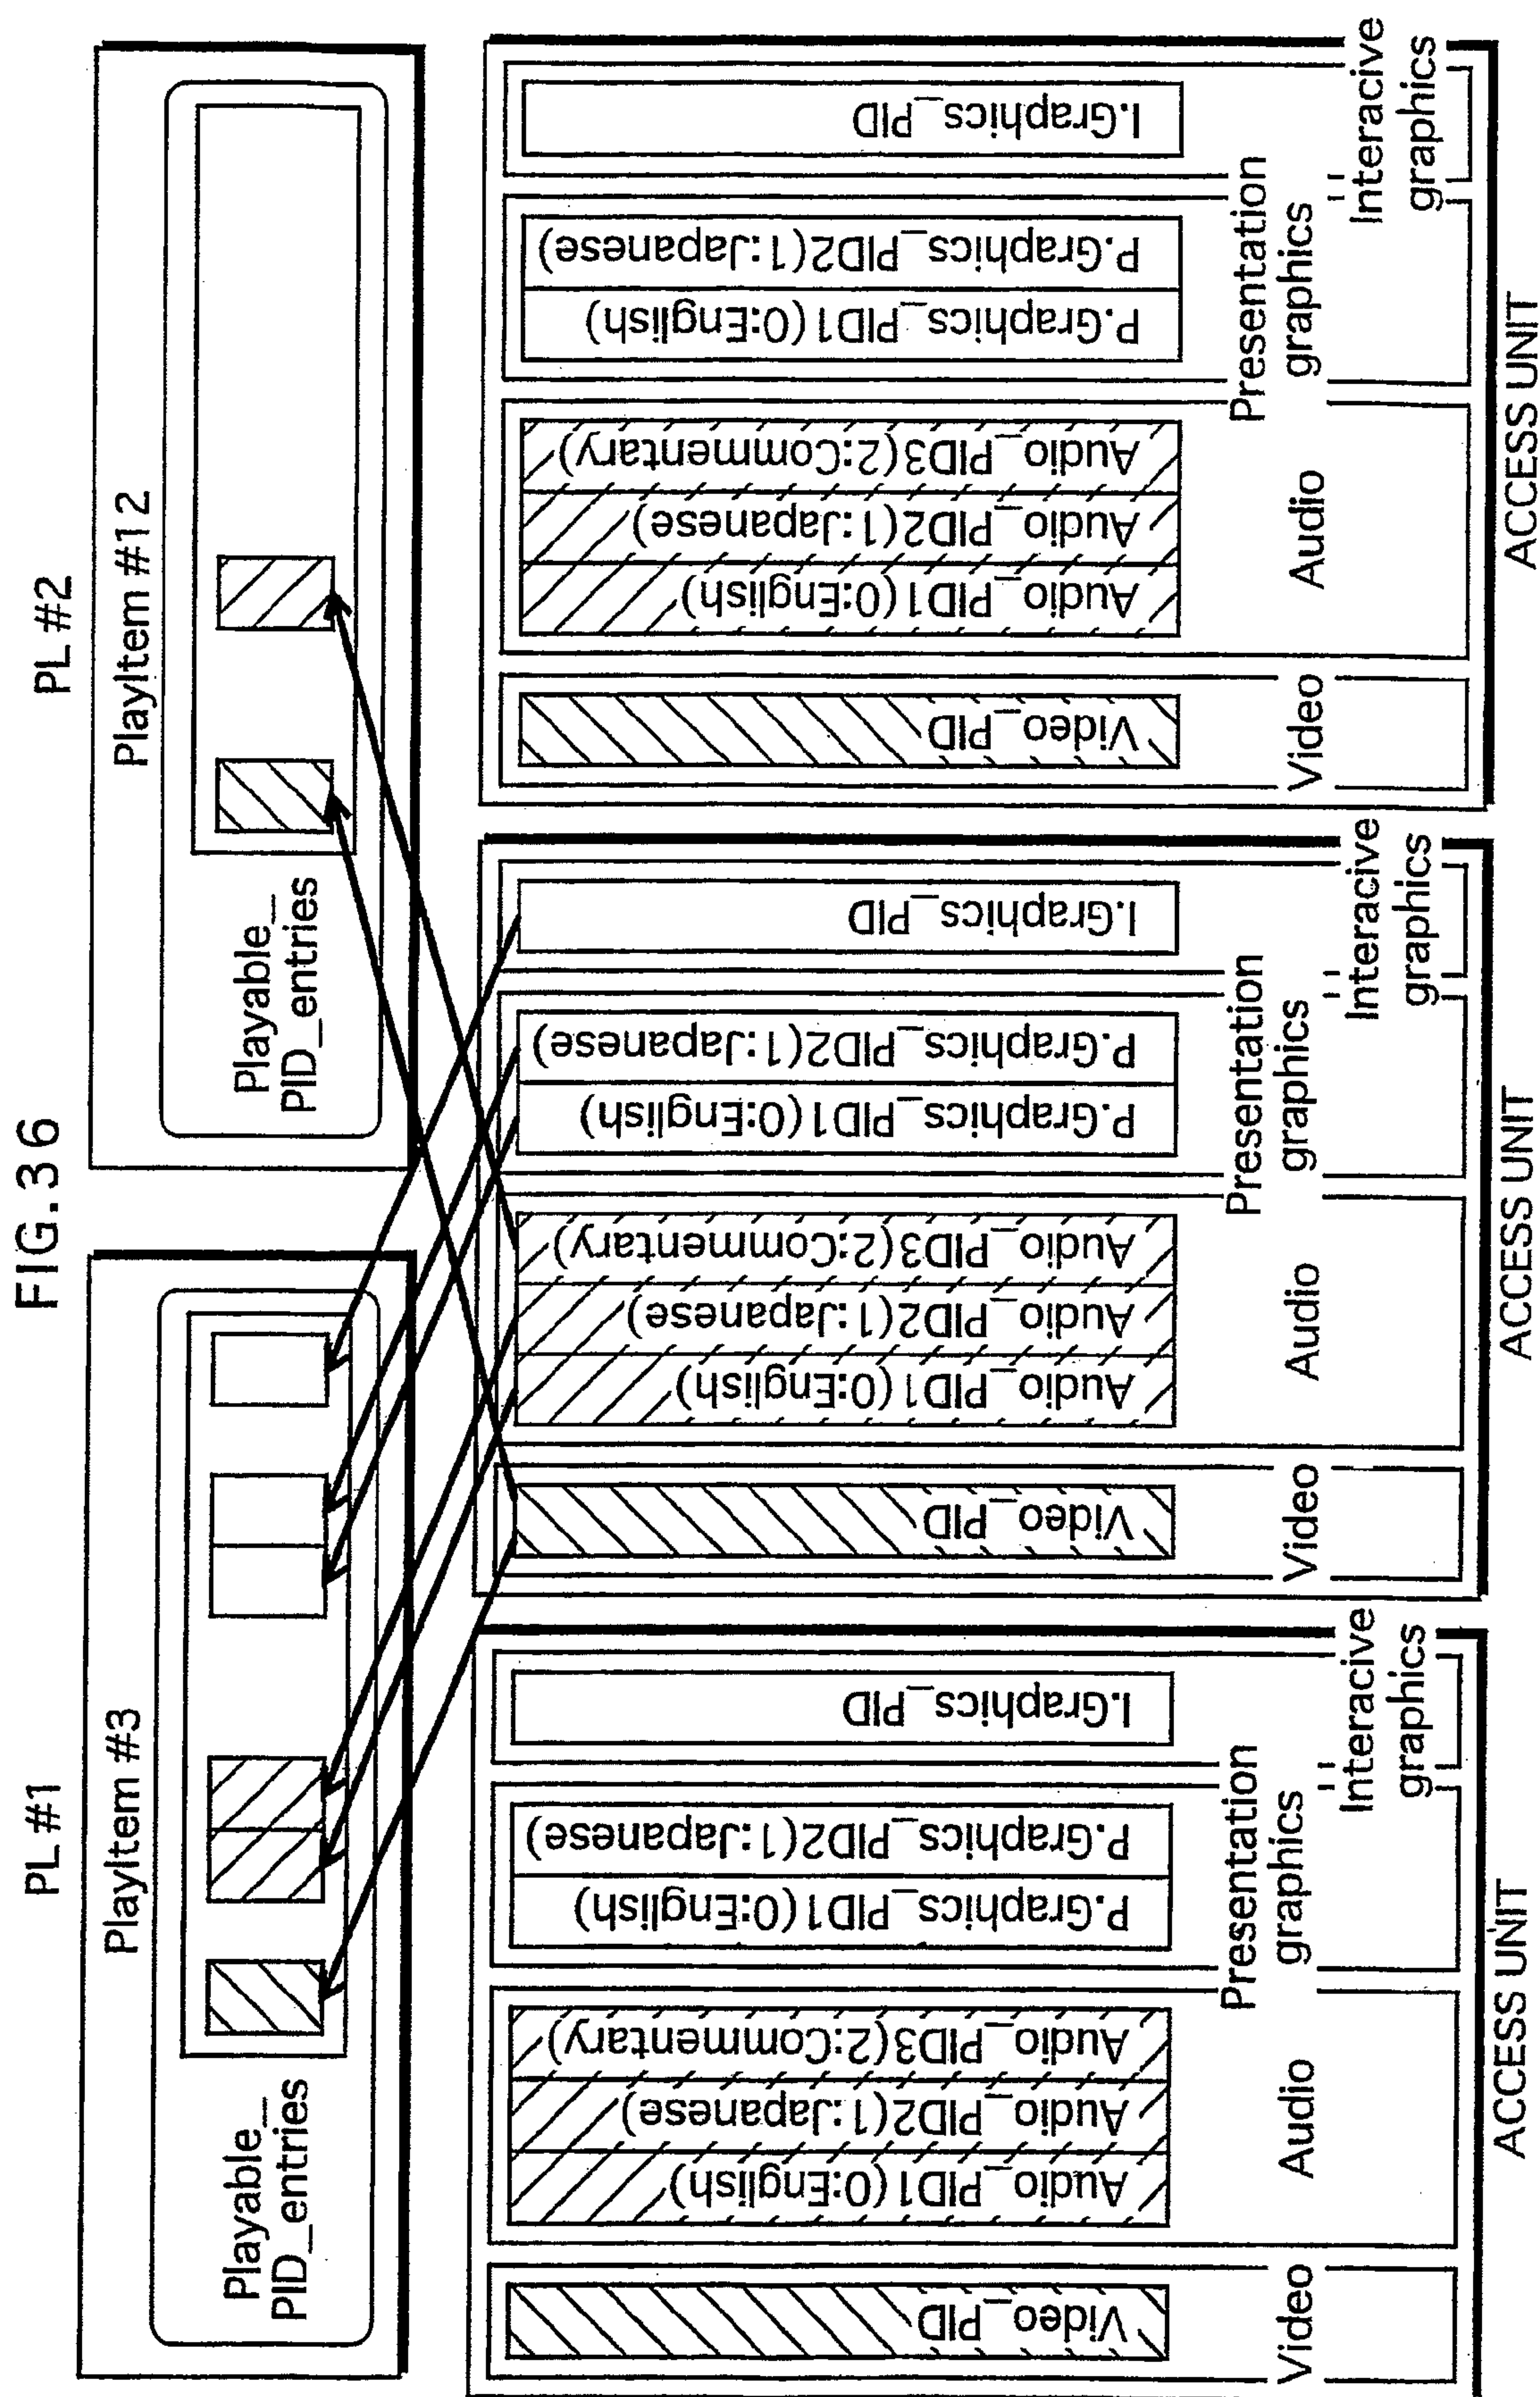 FIG.36
PL #1
PlayItem #3
Playable_
PID_entries
PL #2
PlayItem #12
Playable_
PID_entries
Video_PID
Audio_PID1(0:English)
Audio_PID2(1:Japanese)
Audio_PID3(2:Commentary)
P.Graphics_PID1(0:English)
P.Graphics_PID2(1:Japanese)
I.Graphics_PID
Video
Audio
Presentation
graphics
Interacive
graphics
ACCESS UNIT
Video_PID
Audio_PID1(0:English)
Audio_PID2(1:Japanese)
Audio_PID3(2:Commentary)
P.Graphics_PID1(0:English)
P.Graphics_PID2(1:Japanese)
I.Graphics_PID
Video
Audio
Presentation
graphics
Interacive
graphics
ACCESS UNIT
Video_PID
Audio_PID1(0:English)
Audio_PID2(1:Japanese)
Audio_PID3(2:Commentary)
P.Graphics_PID1(0:English)
P.Graphics_PID2(1:Japanese)
I.Graphics_PID
Video
Audio
Presentation
graphics
Interacive
graphics
ACCESS UNIT